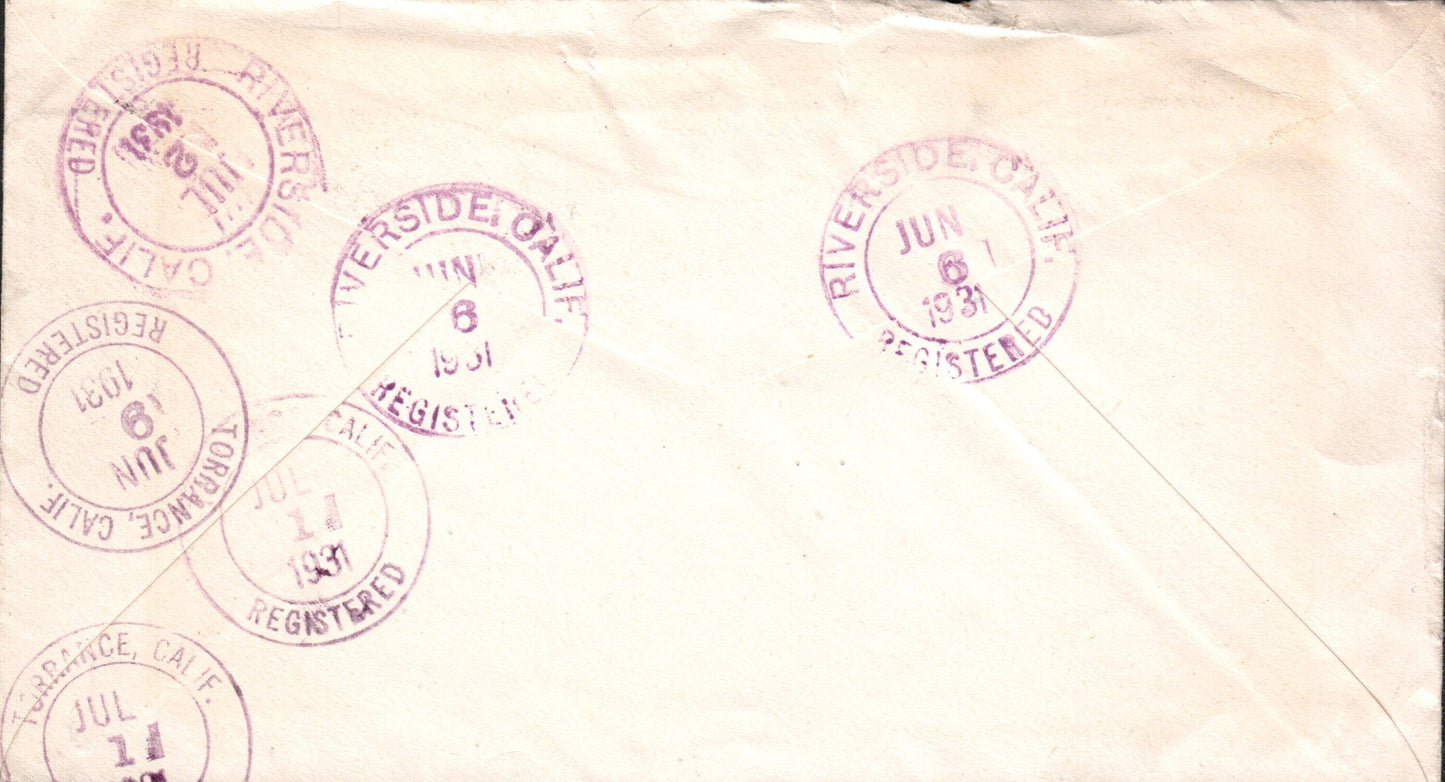 RIVERSIDE, CALIF.
JUL
1931
REGISTERED
RIVERSIDE, CALIF.
JUN
6
1931
REGISTERED
RIVERSIDE, CALIF.
JUN
6
1931
REGISTERED
TORRANCE, CALIF.
JUN
9
1931
REGISTERED
CALIF.
JUL
11
1931
REGISTERED
TORRANCE, CALIF.
JUL
11